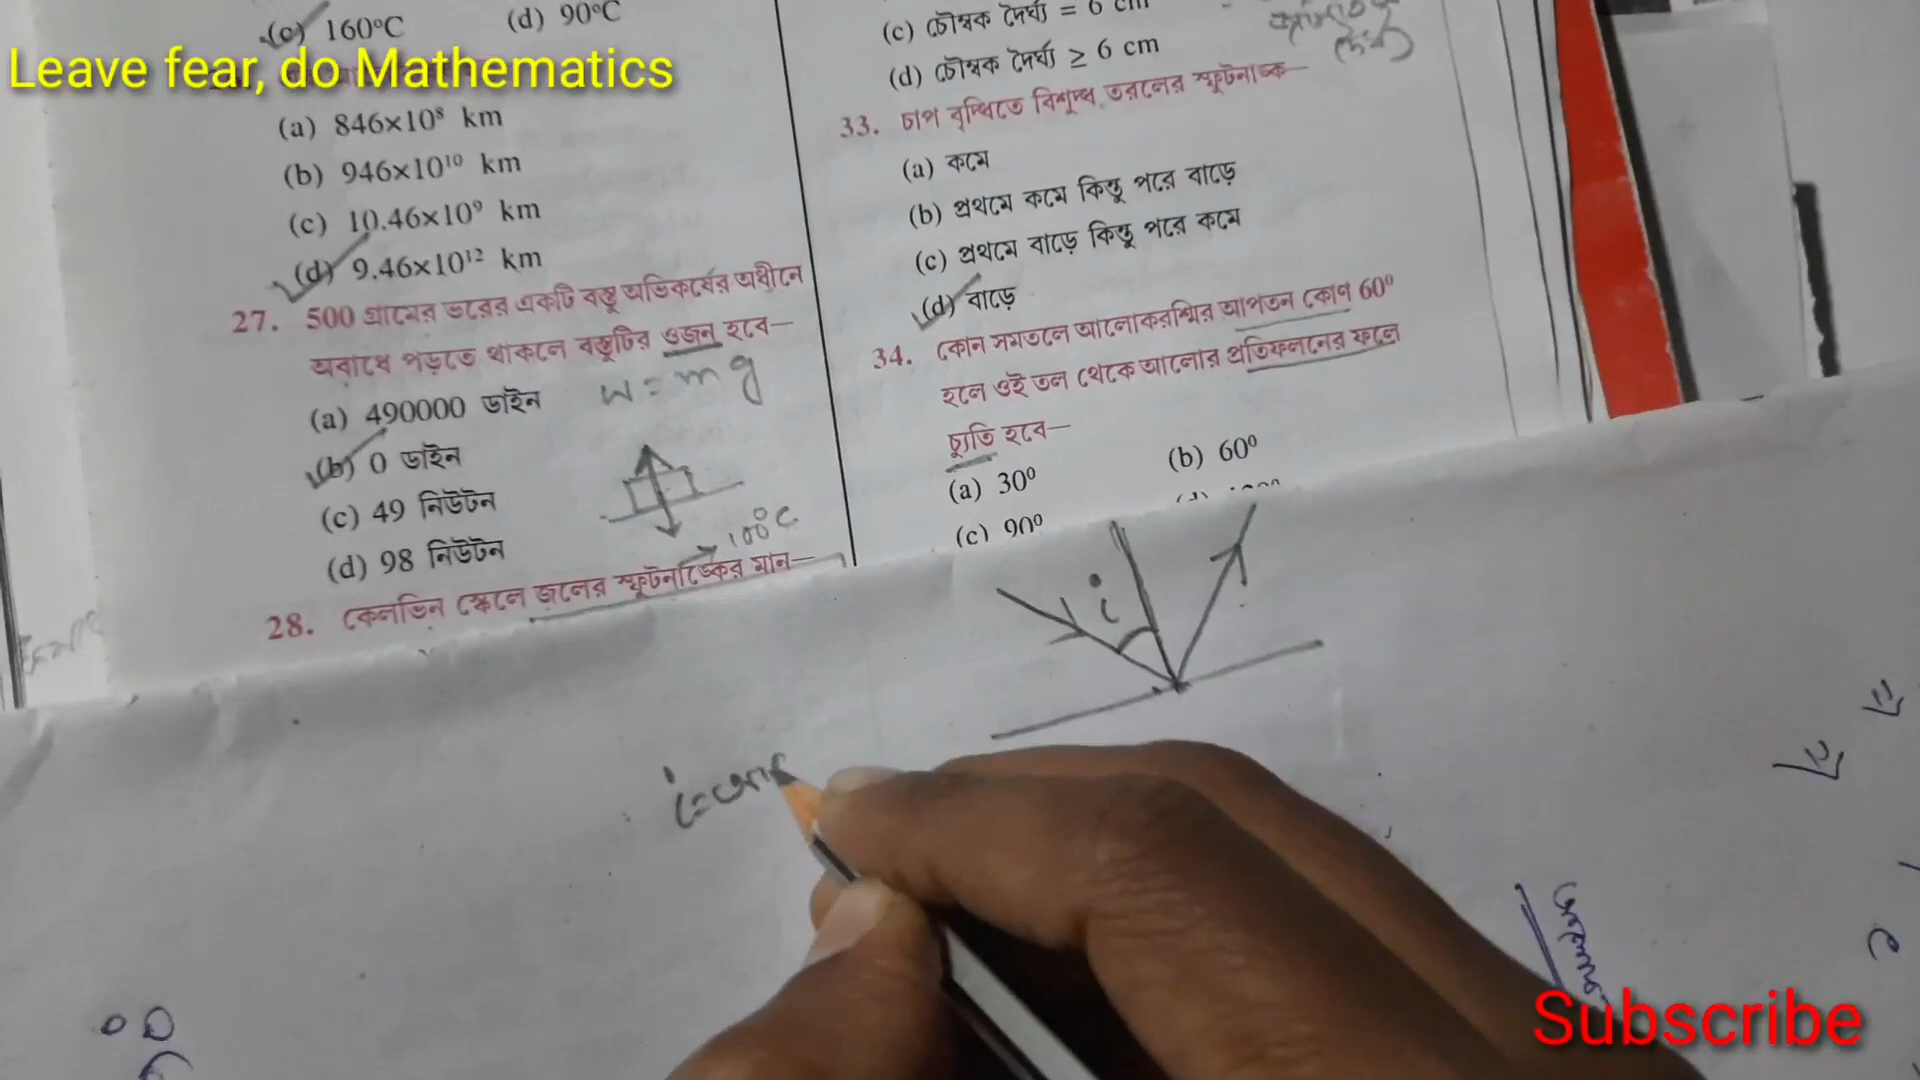 (c) 160°C (d) 90°C
Leave fear, do Mathematics
(a) 846×10⁸ km
(b) 946×10¹⁰ km
(c) 10.46×10⁹ km
(d) 9.46×10¹² km
27. 500 গ্রামের ভরের একটি বস্তু অভিকর্ষের অধীনে
অবাধে পড়তে থাকলে বস্তুটির ওজন হবে—
W = mg
(a) 490000 ডাইন
(b) 0 ডাইন
(c) 49 নিউটন
(d) 98 নিউটন
100°C
28. কেলভিন স্কেলে জলের স্ফুটনাঙ্কের মান—
(c) চৌম্বক দৈর্ঘ্য = 6 cm
(d) চৌম্বক দৈর্ঘ্য ≥ 6 cm
33. চাপ বৃদ্ধিতে বিশুদ্ধ তরলের স্ফুটনাঙ্ক—
(a) কমে
(b) প্রথমে কমে কিন্তু পরে বাড়ে
(c) প্রথমে বাড়ে কিন্তু পরে কমে
(d) বাড়ে
34. কোন সমতলে আলোকরশ্মির আপতন কোণ 60°
হলে ওই তল থেকে আলোর প্রতিফলনের ফলে
চ্যুতি হবে—
(a) 30° (b) 60°
(c) 90°
i
i =
Subscribe